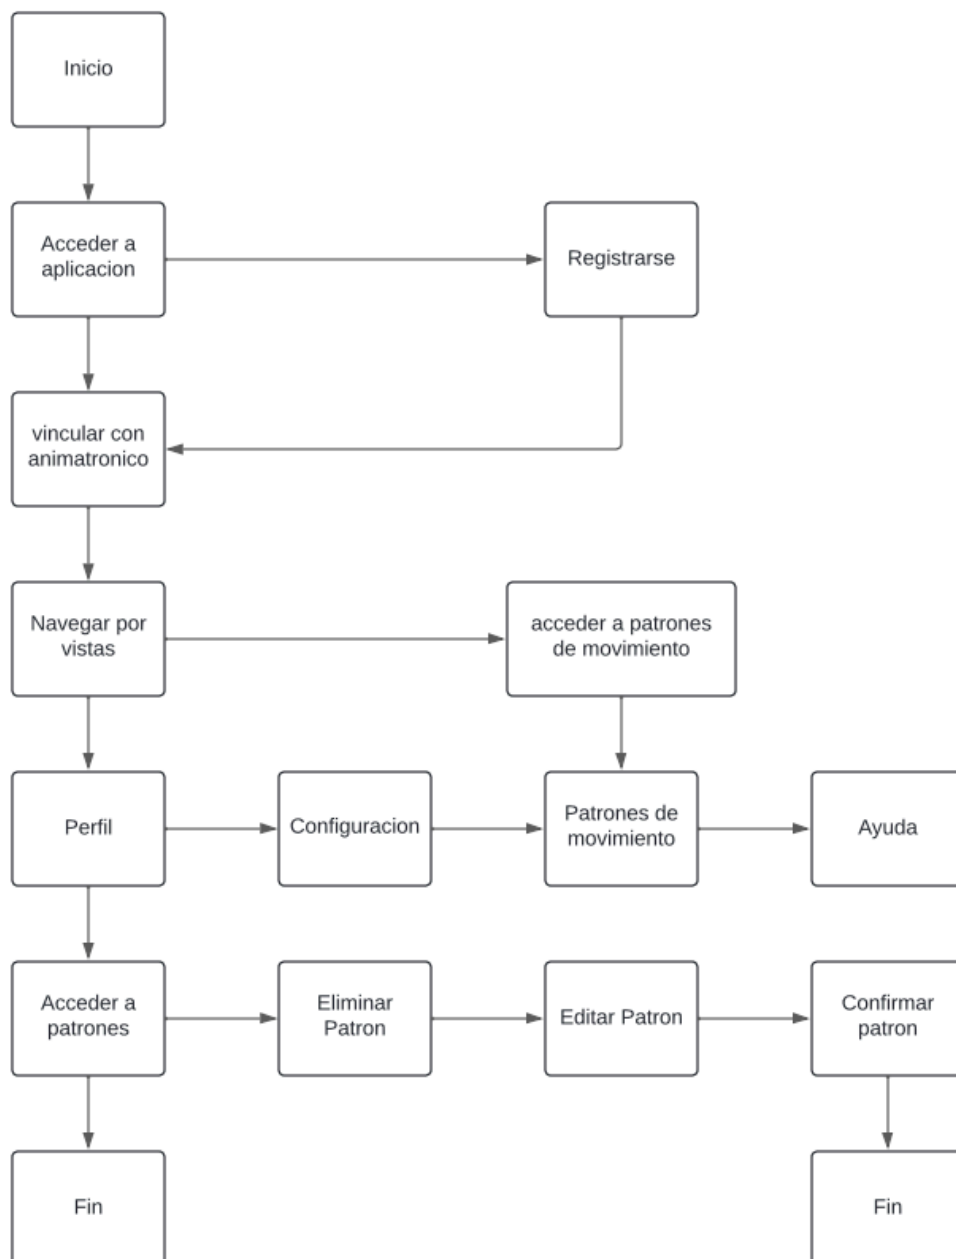 Inicio
Acceder a
aplicacion
Registrarse
vincular con
animatronico
Navegar por
vistas
acceder a patrones
de movimiento
Perfil
Configuracion
Patrones de
movimiento
Ayuda
Acceder a
patrones
Eliminar
Patron
Editar Patron
Confirmar
patron
Fin
Fin